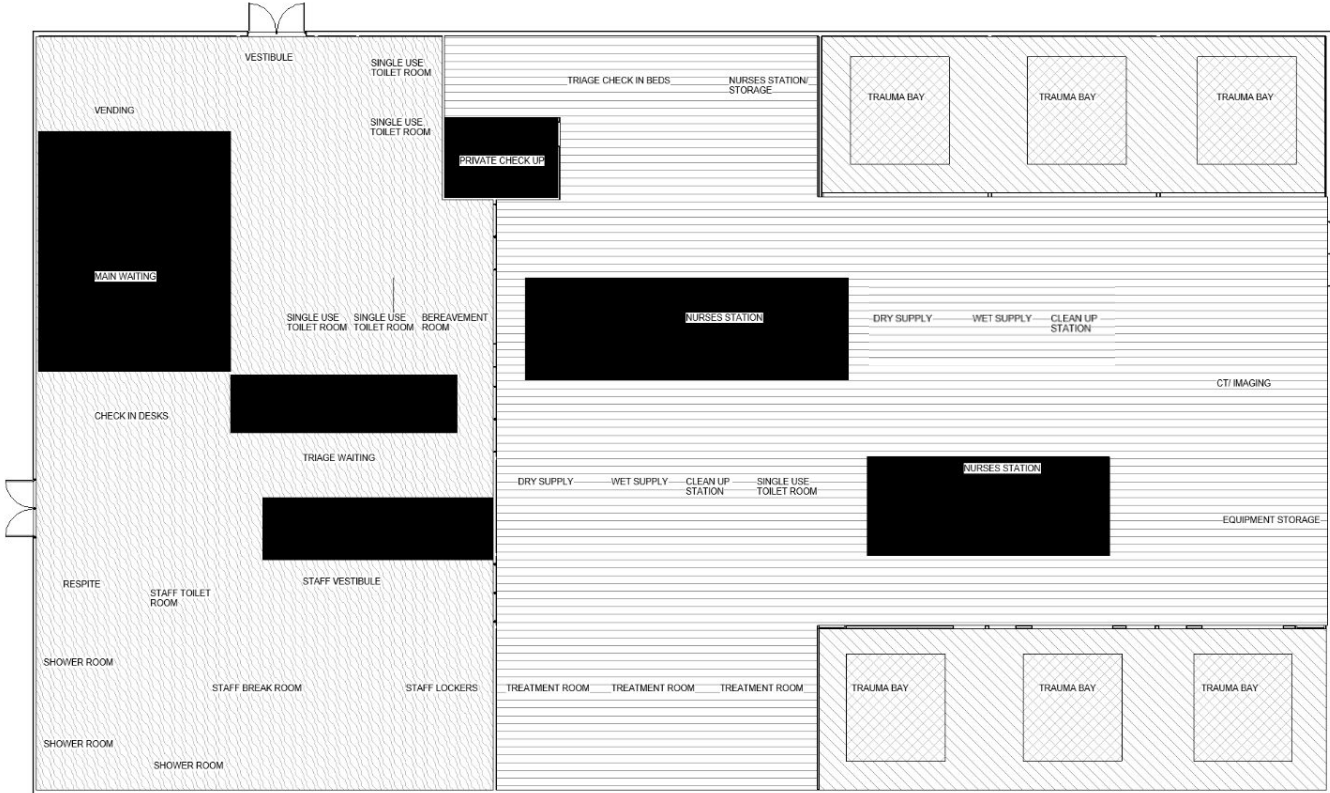 VESTIBULE
SINGLE USE
TOILET ROOM
TRIAGE CHECK IN BEDS
NURSES STATION/
STORAGE
TRAUMA BAY
TRAUMA BAY
TRAUMA BAY
VENDING
SINGLE USE
TOILET ROOM
PRIVATE CHECK UP
MAIN WAITING
SINGLE USE
TOILET ROOM
SINGLE USE
TOILET ROOM
BEREAVEMENT
ROOM
NURSES STATION
DRY SUPPLY
WET SUPPLY
CLEAN UP
STATION
CT/ IMAGING
CHECK IN DESKS
TRIAGE WAITING
NURSES STATION
DRY SUPPLY
WET SUPPLY
CLEAN UP
STATION
SINGLE USE
TOILET ROOM
EQUIPMENT STORAGE
RESPITE
STAFF TOILET
ROOM
STAFF VESTIBULE
SHOWER ROOM
STAFF BREAK ROOM
STAFF LOCKERS
TREATMENT ROOM
TREATMENT ROOM
TREATMENT ROOM
TRAUMA BAY
TRAUMA BAY
TRAUMA BAY
SHOWER ROOM
SHOWER ROOM